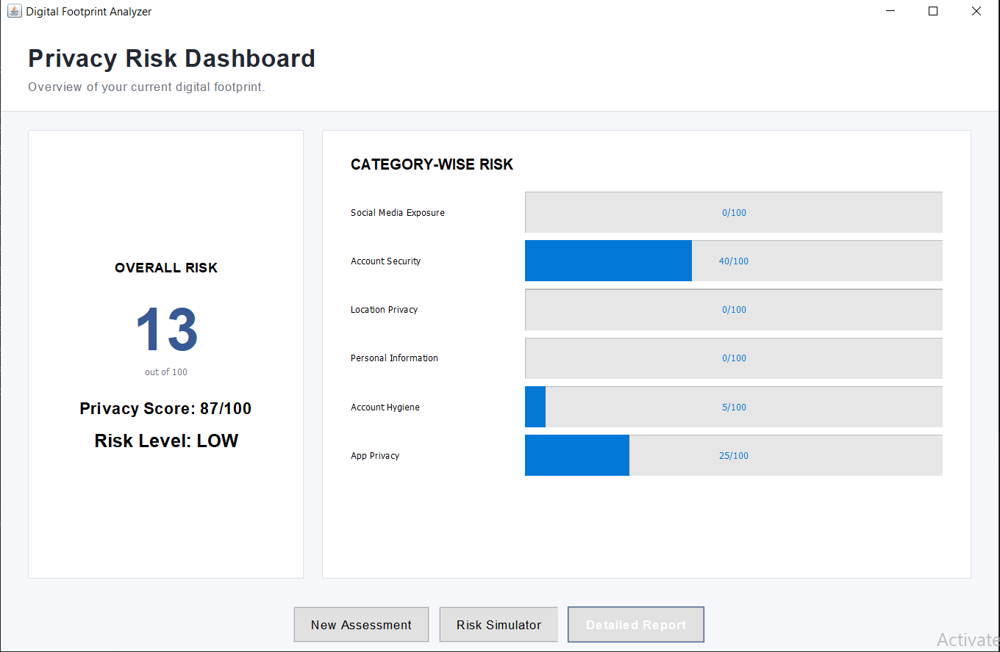 Digital Footprint Analyzer
Privacy Risk Dashboard
Overview of your current digital footprint.
OVERALL RISK
13
out of 100
Privacy Score: 87/100
Risk Level: LOW
CATEGORY-WISE RISK
Social Media Exposure 0/100
Account Security 40/100
Location Privacy 0/100
Personal Information 0/100
Account Hygiene 5/100
App Privacy 25/100
New Assessment Risk Simulator Detailed Report
Activate